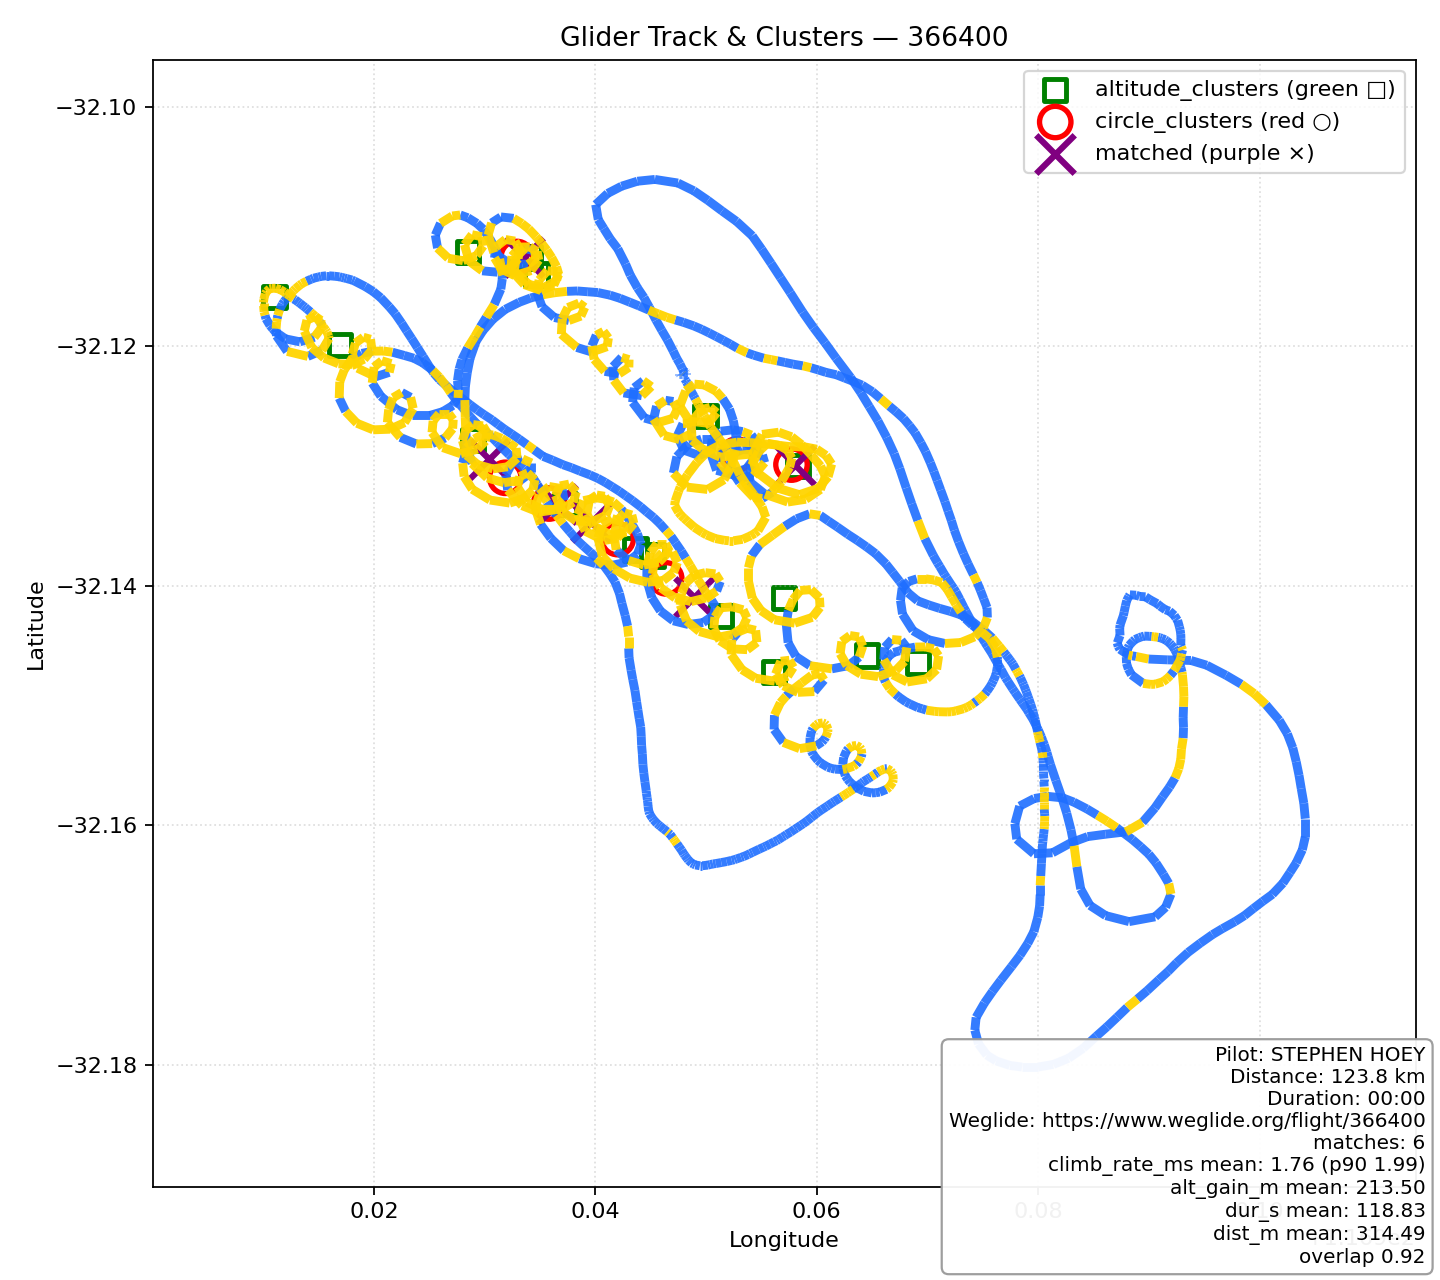 Glider Track & Clusters — 366400
altitude_clusters (green □)
circle_clusters (red ○)
matched (purple ×)
−32.10
−32.12
−32.14
−32.16
−32.18
Latitude
0.02
0.04
0.06
0.08
Longitude
Pilot: STEPHEN HOEY
Distance: 123.8 km
Duration: 00:00
Weglide: https://www.weglide.org/flight/366400
matches: 6
climb_rate_ms mean: 1.76 (p90 1.99)
alt_gain_m mean: 213.50
dur_s mean: 118.83
dist_m mean: 314.49
overlap 0.92